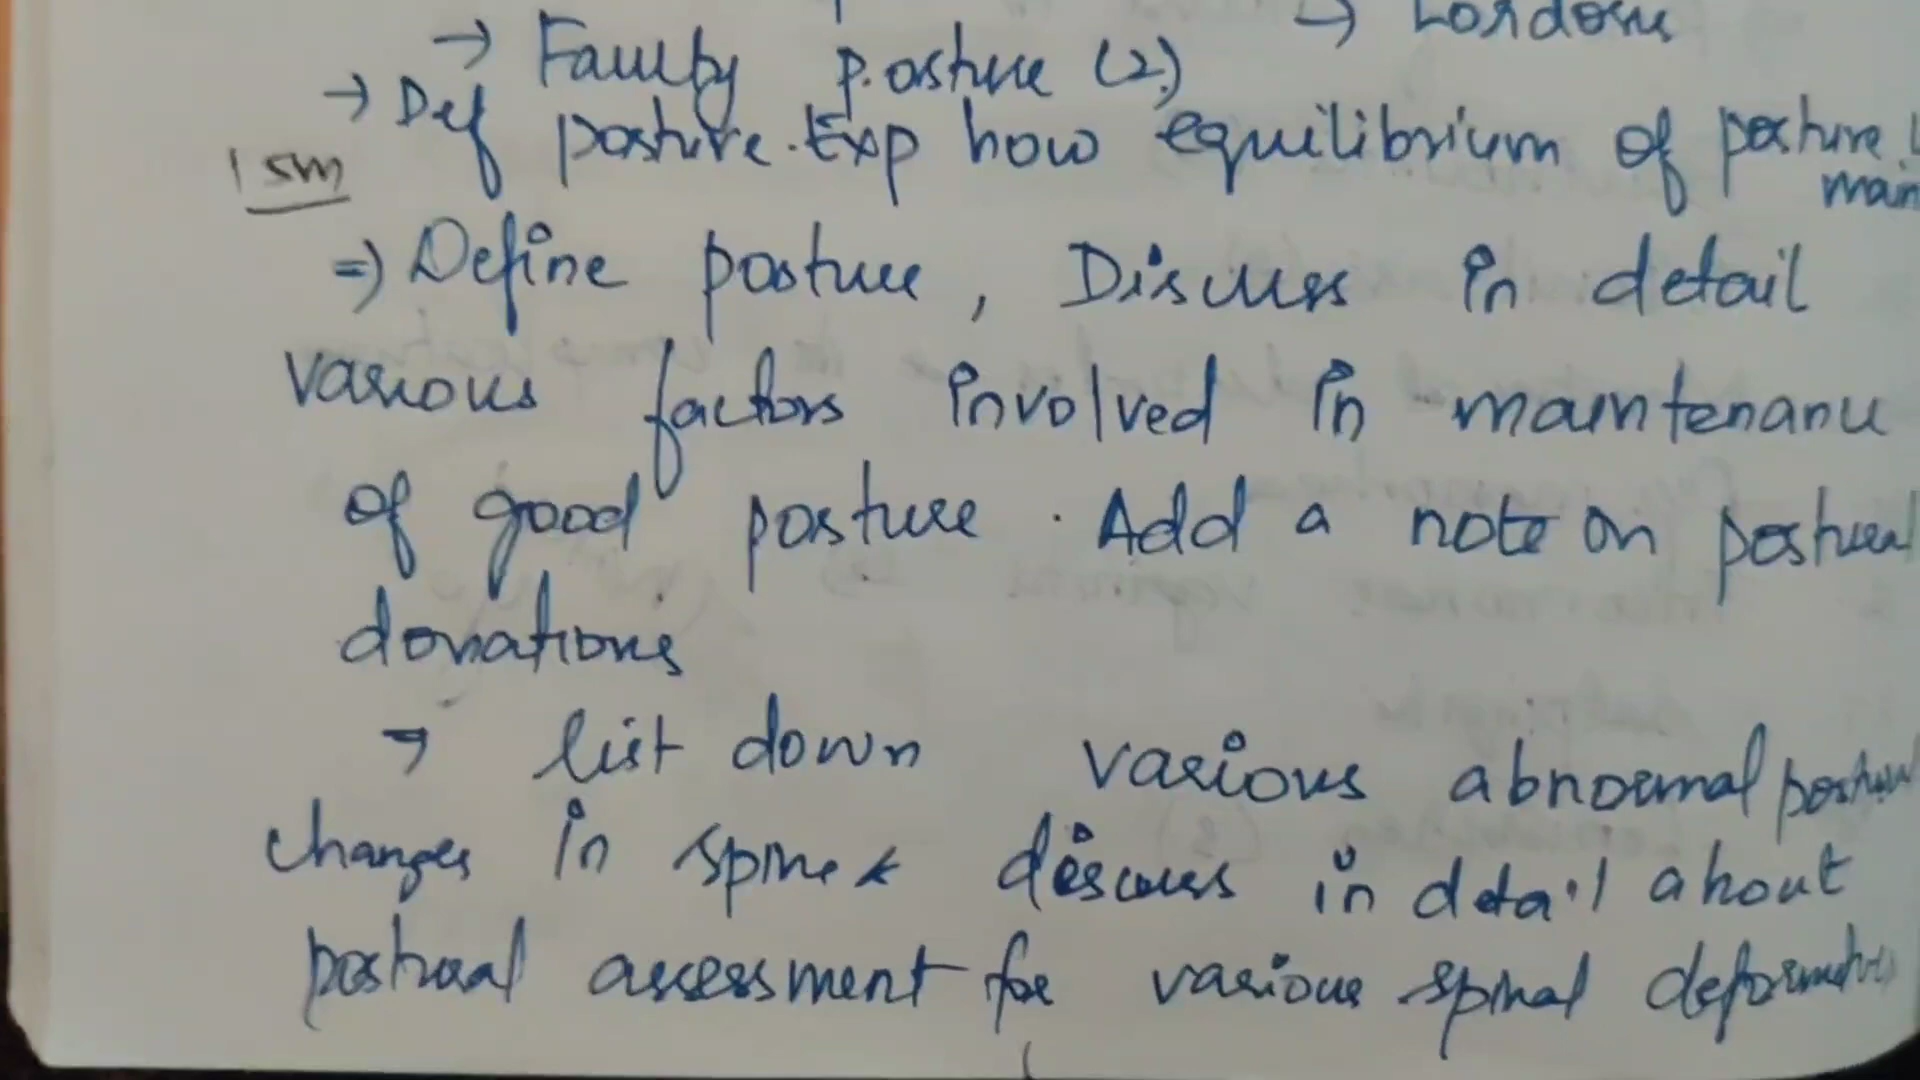 → Lordosis
→ Faulty posture (2)
→ Def posture. Exp how equilibrium of posture
main
15m
⇒ Define posture, Discuss in detail
various factors involved in maintenance
of good posture. Add a note on postural
deviations
→ list down various abnormal postural
changes in spine & discuss in detail about
postural assessment for various spinal deformities